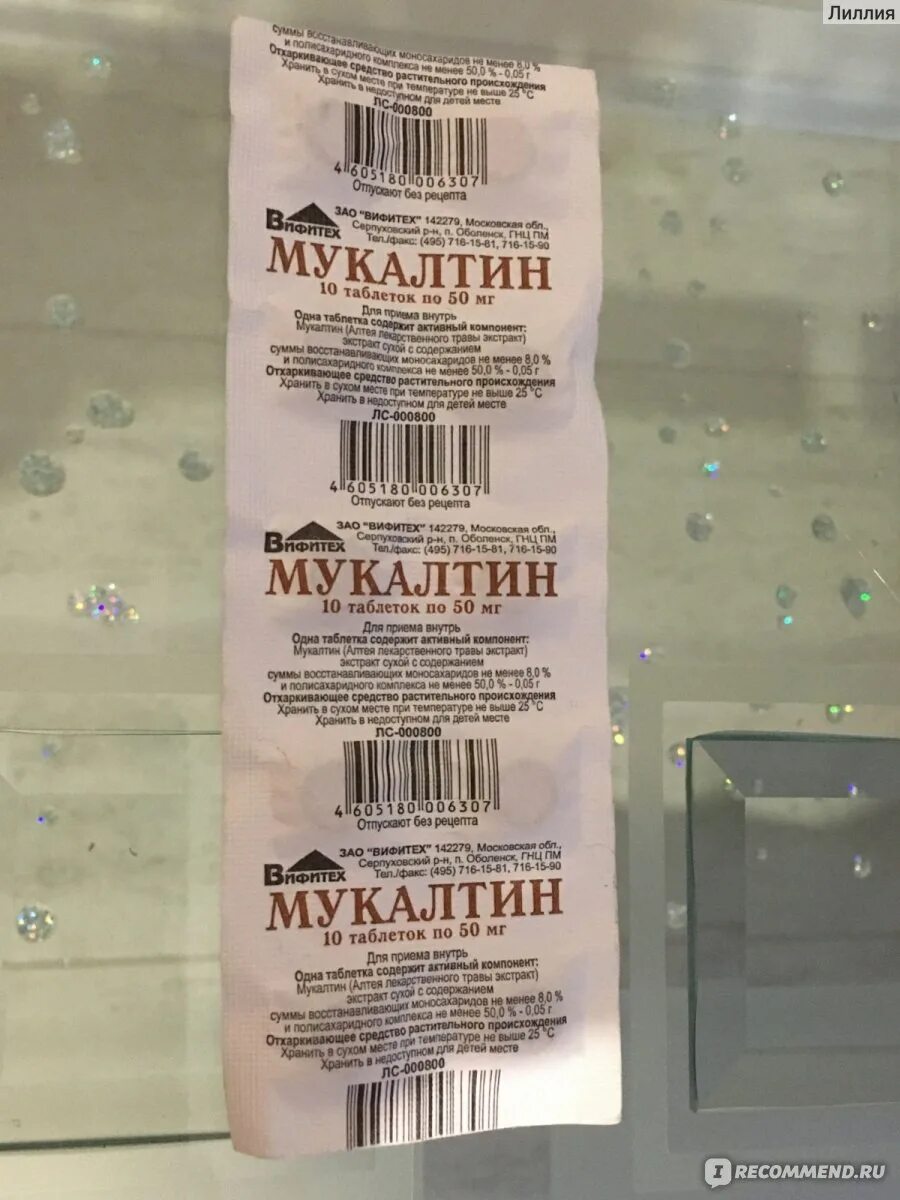 Лиллия
суммы восстанавливающих моносахаридов не менее 8,0 %
и полисахаридного комплекса не менее 50,0 % - 0,05 г
Отхаркивающее средство растительного происхождения
Хранить в сухом месте при температуре не выше 25 °С
Хранить в недоступном для детей месте
ЛС-000800
4 605180 006307
Отпускают без рецепта
ВИФИТЕХ
ЗАО "ВИФИТЕХ" 142279, Московская обл.,
Серпуховский р-н, п. Оболенск, ГНЦ ПМ
Тел./факс: (495) 716-15-81, 716-15-90
МУКАЛТИН
10 таблеток по 50 мг
Для приема внутрь
Одна таблетка содержит активный компонент:
Мукалтин (Алтея лекарственного травы экстракт)
экстракт сухой с содержанием
суммы восстанавливающих моносахаридов не менее 8,0 %
и полисахаридного комплекса не менее 50,0 % - 0,05 г
Отхаркивающее средство растительного происхождения
Хранить в сухом месте при температуре не выше 25 °С
Хранить в недоступном для детей месте
ЛС-000800
4 605180 006307
Отпускают без рецепта
ВИФИТЕХ
ЗАО "ВИФИТЕХ" 142279, Московская обл.,
Серпуховский р-н, п. Оболенск, ГНЦ ПМ
Тел./факс: (495) 716-15-81, 716-15-90
МУКАЛТИН
10 таблеток по 50 мг
Для приема внутрь
Одна таблетка содержит активный компонент:
Мукалтин (Алтея лекарственного травы экстракт)
экстракт сухой с содержанием
суммы восстанавливающих моносахаридов не менее 8,0 %
и полисахаридного комплекса не менее 50,0 % - 0,05 г
Отхаркивающее средство растительного происхождения
Хранить в сухом месте при температуре не выше 25 °С
Хранить в недоступном для детей месте
ЛС-000800
4 605180 006307
Отпускают без рецепта
ВИФИТЕХ
ЗАО "ВИФИТЕХ" 142279, Московская обл.,
Серпуховский р-н, п. Оболенск, ГНЦ ПМ
Тел./факс: (495) 716-15-81, 716-15-90
МУКАЛТИН
10 таблеток по 50 мг
Для приема внутрь
Одна таблетка содержит активный компонент:
Мукалтин (Алтея лекарственного травы экстракт)
экстракт сухой с содержанием
суммы восстанавливающих моносахаридов не менее 8,0 %
и полисахаридного комплекса не менее 50,0 % - 0,05 г
Отхаркивающее средство растительного происхождения
Хранить в сухом месте при температуре не выше 25 °С
Хранить в недоступном для детей месте
ЛС-000800
IRECOMMEND.RU